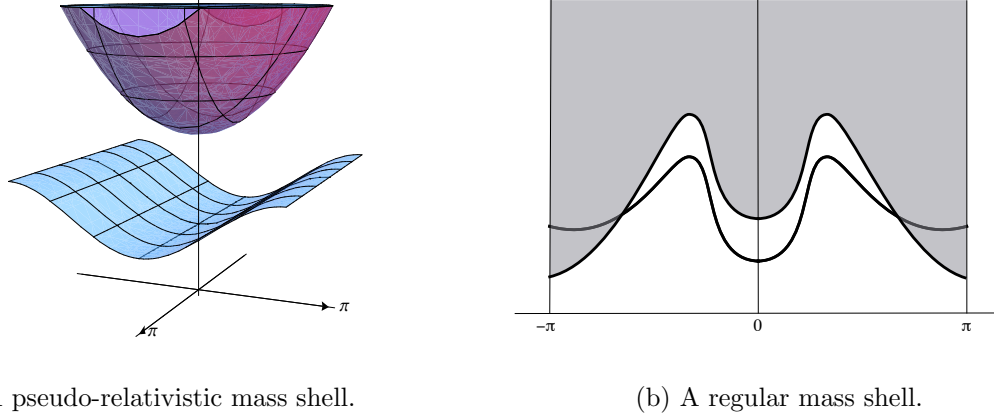 π
π
−π 0 π
pseudo-relativistic mass shell.
(b) A regular mass shell.